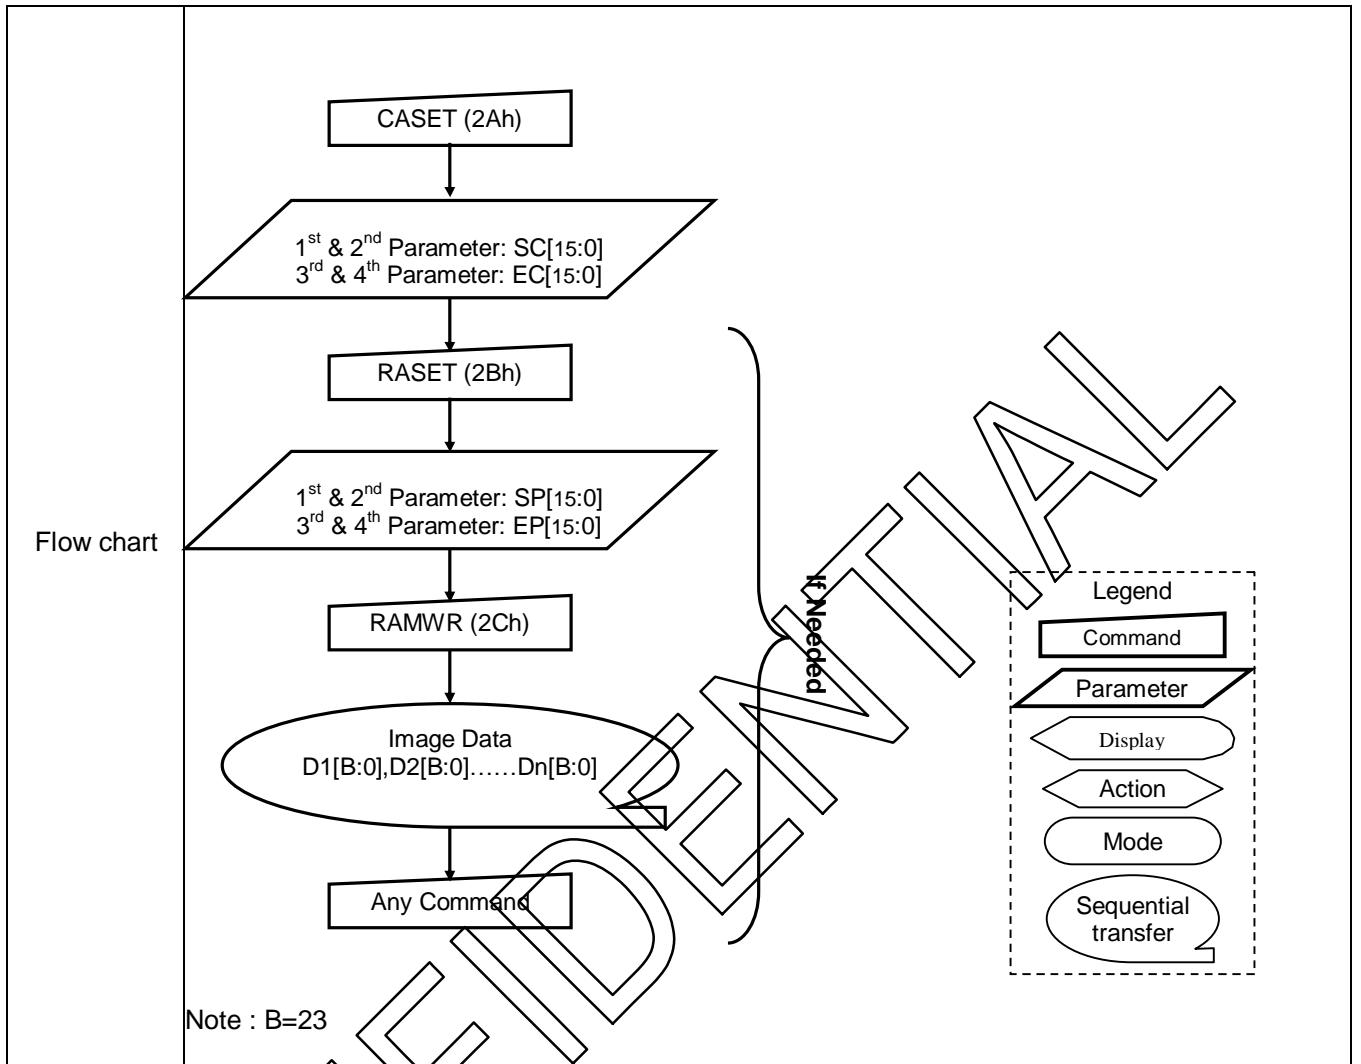 CASET (2Ah)
1st & 2nd Parameter: SC[15:0]
3rd & 4th Parameter: EC[15:0]
RASET (2Bh)
1st & 2nd Parameter: SP[15:0]
3rd & 4th Parameter: EP[15:0]
Flow chart
RAMWR (2Ch)
Image Data
D1[B:0],D2[B:0]......Dn[B:0]
Any Command
If Needed
Legend
Command
Parameter
Display
Action
Mode
Sequential
transfer
Note : B=23
FIDENTIAL